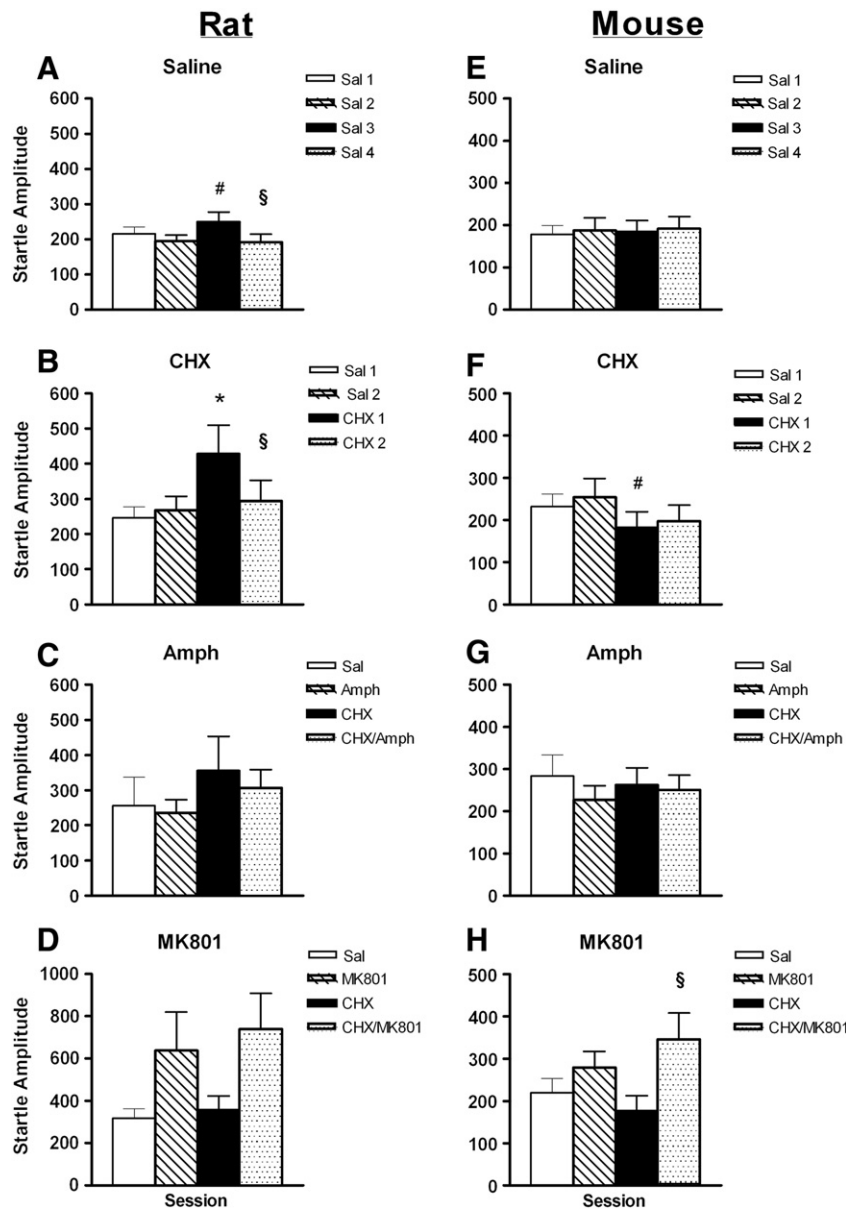 Rat
Mouse
A
Saline
Sal 1
Sal 2
Sal 3
Sal 4
Startle Amplitude
600
500
400
300
200
100
0
#
§
E
Saline
Sal 1
Sal 2
Sal 3
Sal 4
500
400
300
200
100
0
B
CHX
Sal 1
Sal 2
CHX 1
CHX 2
Startle Amplitude
600
500
400
300
200
100
0
*
§
F
CHX
Sal 1
Sal 2
CHX 1
CHX 2
500
400
300
200
100
0
#
C
Amph
Sal
Amph
CHX
CHX/Amph
Startle Amplitude
600
500
400
300
200
100
0
G
Amph
Sal
Amph
CHX
CHX/Amph
500
400
300
200
100
0
D
MK801
Sal
MK801
CHX
CHX/MK801
Startle Amplitude
1000
800
600
400
200
0
Session
H
MK801
Sal
MK801
CHX
CHX/MK801
500
400
300
200
100
0
§
Session